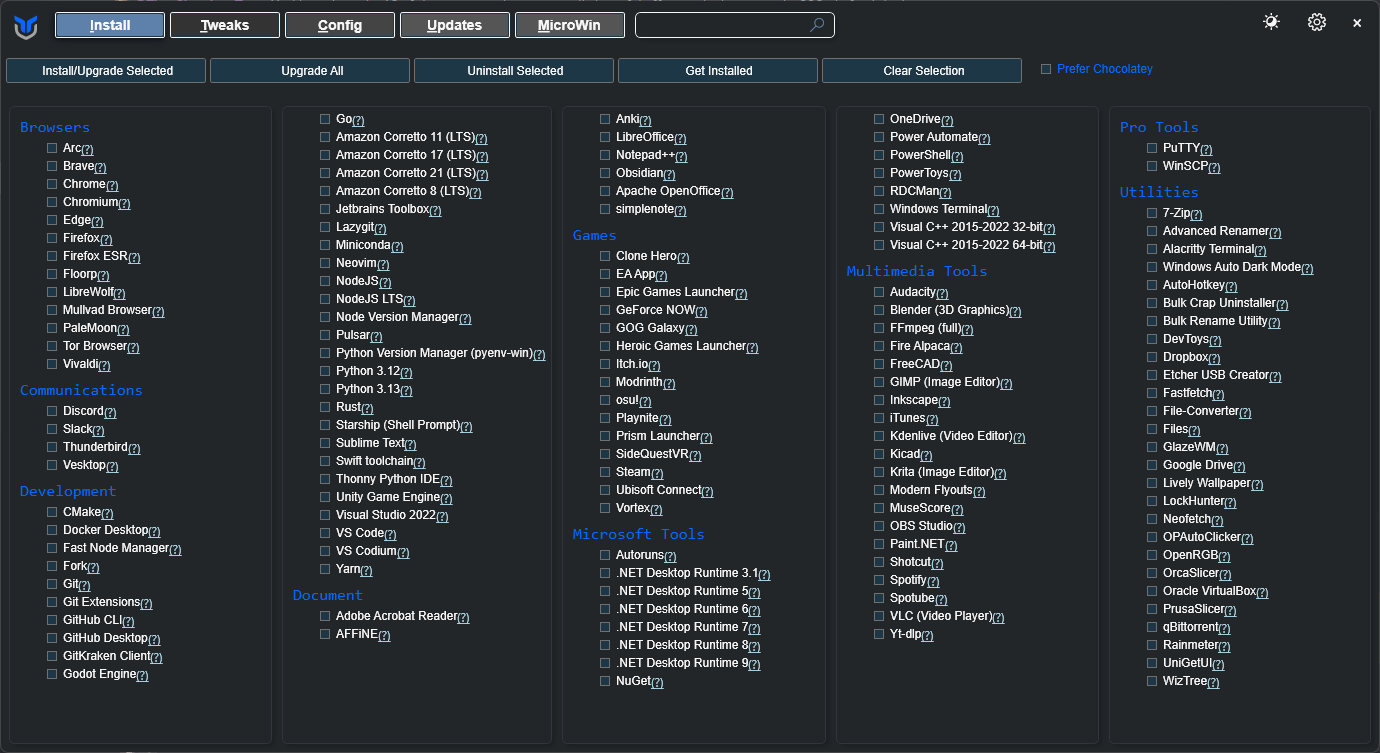 Install Tweaks Config Updates MicroWin
Install/Upgrade Selected Upgrade All Uninstall Selected Get Installed Clear Selection Prefer Chocolatey
Browsers
Arc(?)
Brave(?)
Chrome(?)
Chromium(?)
Edge(?)
Firefox(?)
Firefox ESR(?)
Floorp(?)
LibreWolf(?)
Mullvad Browser(?)
PaleMoon(?)
Tor Browser(?)
Vivaldi(?)
Communications
Discord(?)
Slack(?)
Thunderbird(?)
Vesktop(?)
Development
CMake(?)
Docker Desktop(?)
Fast Node Manager(?)
Fork(?)
Git(?)
Git Extensions(?)
GitHub CLI(?)
GitHub Desktop(?)
GitKraken Client(?)
Godot Engine(?)
Go(?)
Amazon Corretto 11 (LTS)(?)
Amazon Corretto 17 (LTS)(?)
Amazon Corretto 21 (LTS)(?)
Amazon Corretto 8 (LTS)(?)
Jetbrains Toolbox(?)
Lazygit(?)
Miniconda(?)
Neovim(?)
NodeJS(?)
NodeJS LTS(?)
Node Version Manager(?)
Pulsar(?)
Python Version Manager (pyenv-win)(?)
Python 3.12(?)
Python 3.13(?)
Rust(?)
Starship (Shell Prompt)(?)
Sublime Text(?)
Swift toolchain(?)
Thonny Python IDE(?)
Unity Game Engine(?)
Visual Studio 2022(?)
VS Code(?)
VS Codium(?)
Yarn(?)
Document
Adobe Acrobat Reader(?)
AFFiNE(?)
Anki(?)
LibreOffice(?)
Notepad++(?)
Obsidian(?)
Apache OpenOffice(?)
simplenote(?)
Games
Clone Hero(?)
EA App(?)
Epic Games Launcher(?)
GeForce NOW(?)
GOG Galaxy(?)
Heroic Games Launcher(?)
Itch.io(?)
Modrinth(?)
osu!(?)
Playnite(?)
Prism Launcher(?)
SideQuestVR(?)
Steam(?)
Ubisoft Connect(?)
Vortex(?)
Microsoft Tools
Autoruns(?)
.NET Desktop Runtime 3.1(?)
.NET Desktop Runtime 5(?)
.NET Desktop Runtime 6(?)
.NET Desktop Runtime 7(?)
.NET Desktop Runtime 8(?)
.NET Desktop Runtime 9(?)
NuGet(?)
OneDrive(?)
Power Automate(?)
PowerShell(?)
PowerToys(?)
RDCMan(?)
Windows Terminal(?)
Visual C++ 2015-2022 32-bit(?)
Visual C++ 2015-2022 64-bit(?)
Multimedia Tools
Audacity(?)
Blender (3D Graphics)(?)
FFmpeg (full)(?)
Fire Alpaca(?)
FreeCAD(?)
GIMP (Image Editor)(?)
Inkscape(?)
iTunes(?)
Kdenlive (Video Editor)(?)
Kicad(?)
Krita (Image Editor)(?)
Modern Flyouts(?)
MuseScore(?)
OBS Studio(?)
Paint.NET(?)
Shotcut(?)
Spotify(?)
Spotube(?)
VLC (Video Player)(?)
Yt-dlp(?)
Pro Tools
PuTTY(?)
WinSCP(?)
Utilities
7-Zip(?)
Advanced Renamer(?)
Alacritty Terminal(?)
Windows Auto Dark Mode(?)
AutoHotkey(?)
Bulk Crap Uninstaller(?)
Bulk Rename Utility(?)
DevToys(?)
Dropbox(?)
Etcher USB Creator(?)
Fastfetch(?)
File-Converter(?)
Files(?)
GlazeWM(?)
Google Drive(?)
Lively Wallpaper(?)
LockHunter(?)
Neofetch(?)
OPAutoClicker(?)
OpenRGB(?)
OrcaSlicer(?)
Oracle VirtualBox(?)
PrusaSlicer(?)
qBittorrent(?)
Rainmeter(?)
UniGetUI(?)
WizTree(?)